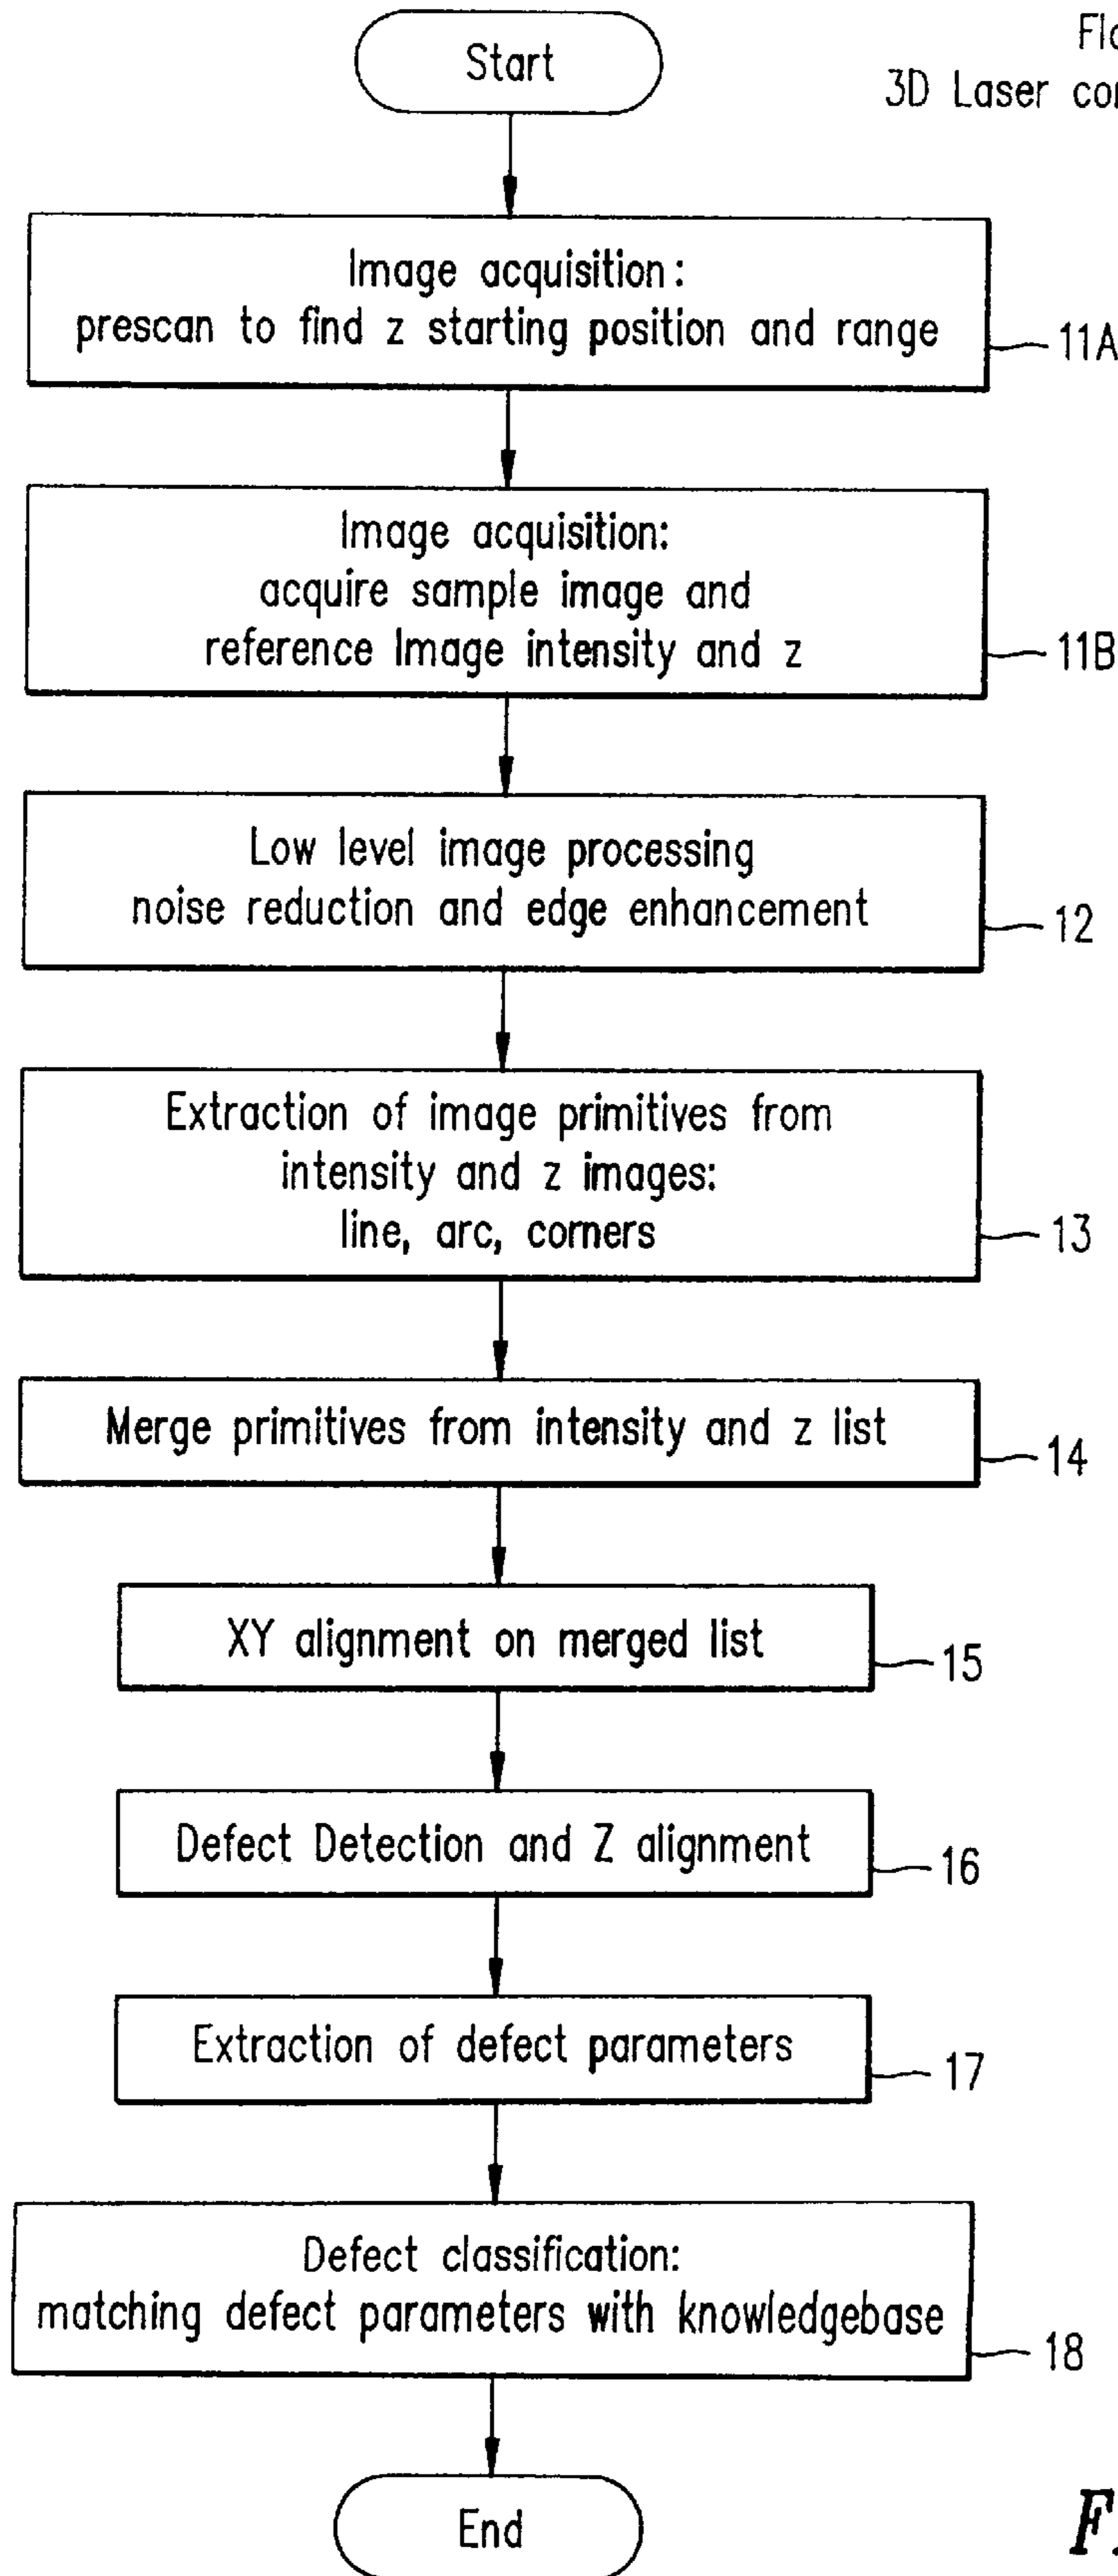 Start
3D Laser
Image acquisition:
prescan to find z starting position and range
11A
Image acquisition:
acquire sample image and
reference Image intensity and z
11B
Low level image processing
noise reduction and edge enhancement
12
Extraction of image primitives from
intensity and z images:
line, arc, corners
13
Merge primitives from intensity and z list
14
XY alignment on merged list
15
Defect Detection and Z alignment
16
Extraction of defect parameters
17
Defect classification:
matching defect parameters with knowledgebase
18
End